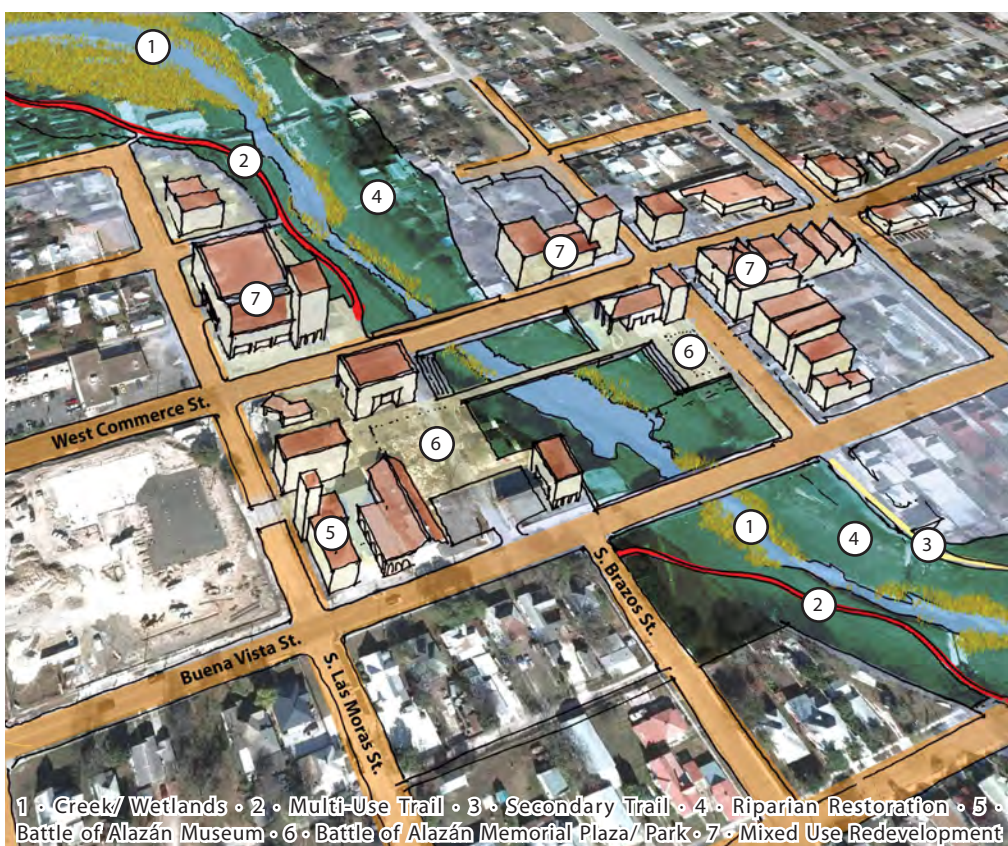 1
2
4
7
7
7
6
West Commerce St.
6
5
1
4
3
2
S. Brazos St.
Buena Vista St.
S. Las Moras St.
1 · Creek/ Wetlands · 2 · Multi-Use Trail · 3 · Secondary Trail · 4 · Riparian Restoration · 5 ·
Battle of Alazán Museum · 6 · Battle of Alazán Memorial Plaza/ Park · 7 · Mixed Use Redevelopment